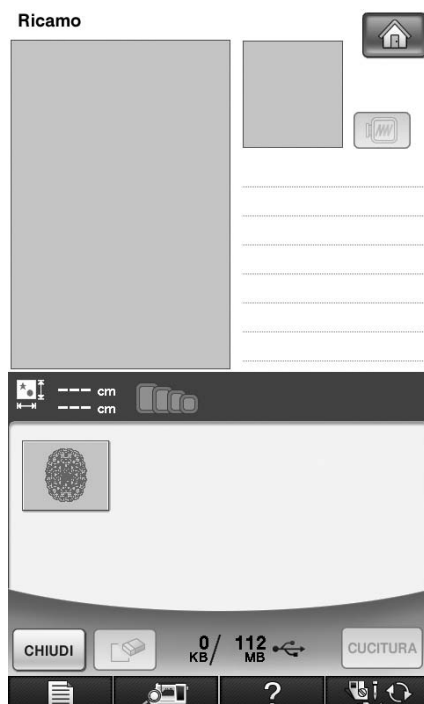 Ricamo
--- cm
--- cm
CHIUDI
0 KB / 112 MB
CUCITURA
?